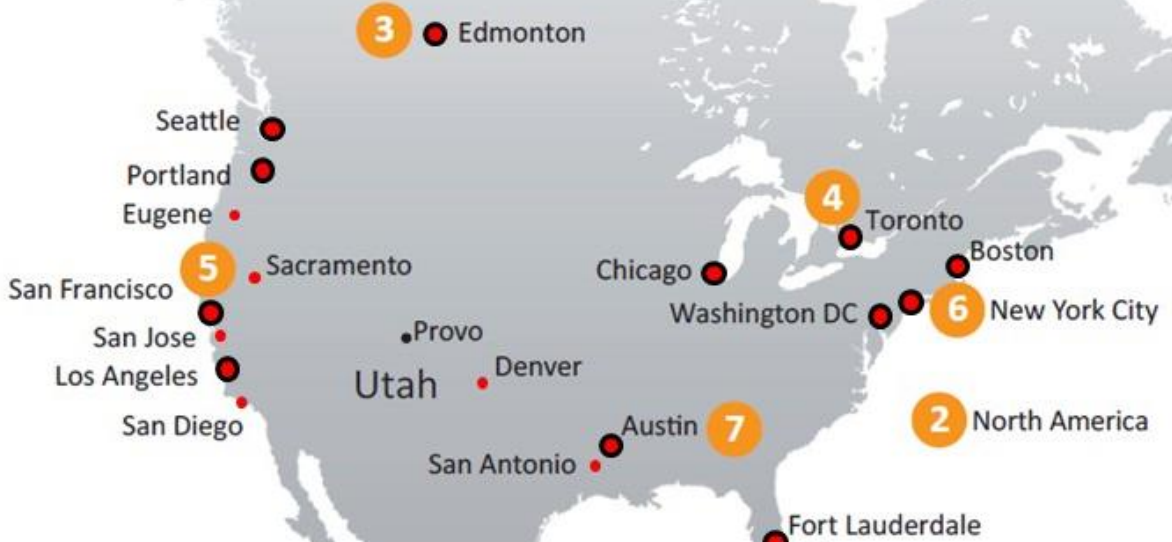 3
Edmonton
Seattle
Portland
4
Eugene
Toronto
5
Sacramento
Boston
Chicago
San Francisco
Washington DC
6
New York City
San Jose
Provo
Denver
Los Angeles
Utah
2
North America
San Diego
Austin
7
San Antonio
Fort Lauderdale